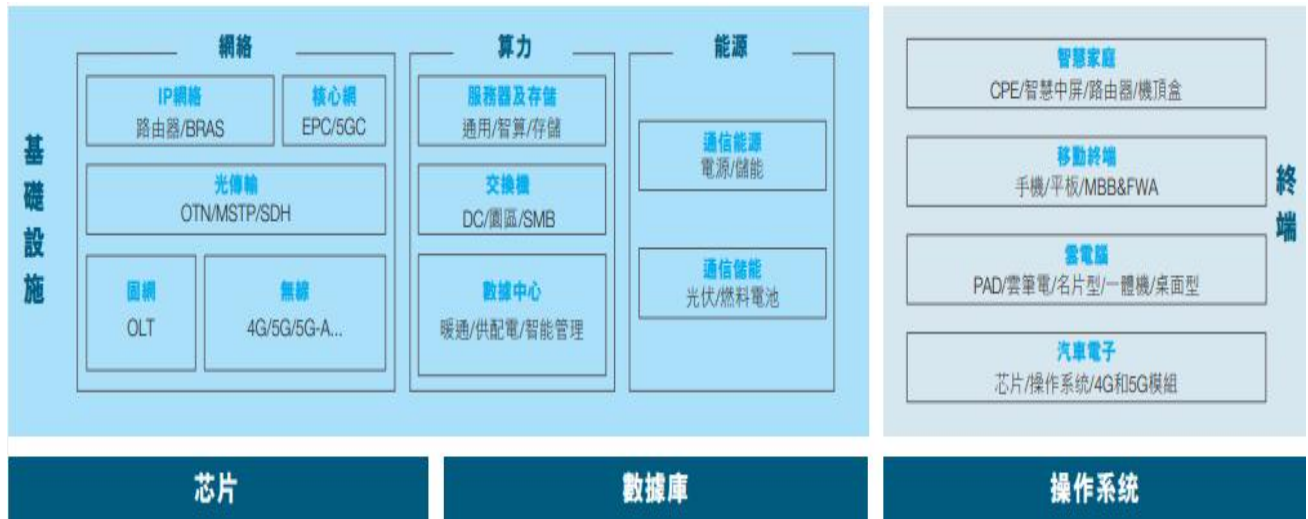 基礎設施
網絡
IP網絡
路由器/BRAS
核心網
EPC/5GC
光傳輸
OTN/MSTP/SDH
固網
OLT
無線
4G/5G/5G-A...
算力
服務器及存儲
通用/智算/存儲
交換機
DC/園區/SMB
數據中心
暖通/供配電/智能管理
能源
通信能源
電源/儲能
通信儲能
光伏/燃料電池
智慧家庭
CPE/智慧中屏/路由器/機頂盒
移動終端
手機/平板/MBB&FWA
雲電腦
PAD/雲筆電/名片型/一體機/桌面型
汽車電子
芯片/操作系統/4G和5G模組
終端
芯片
數據庫
操作系統